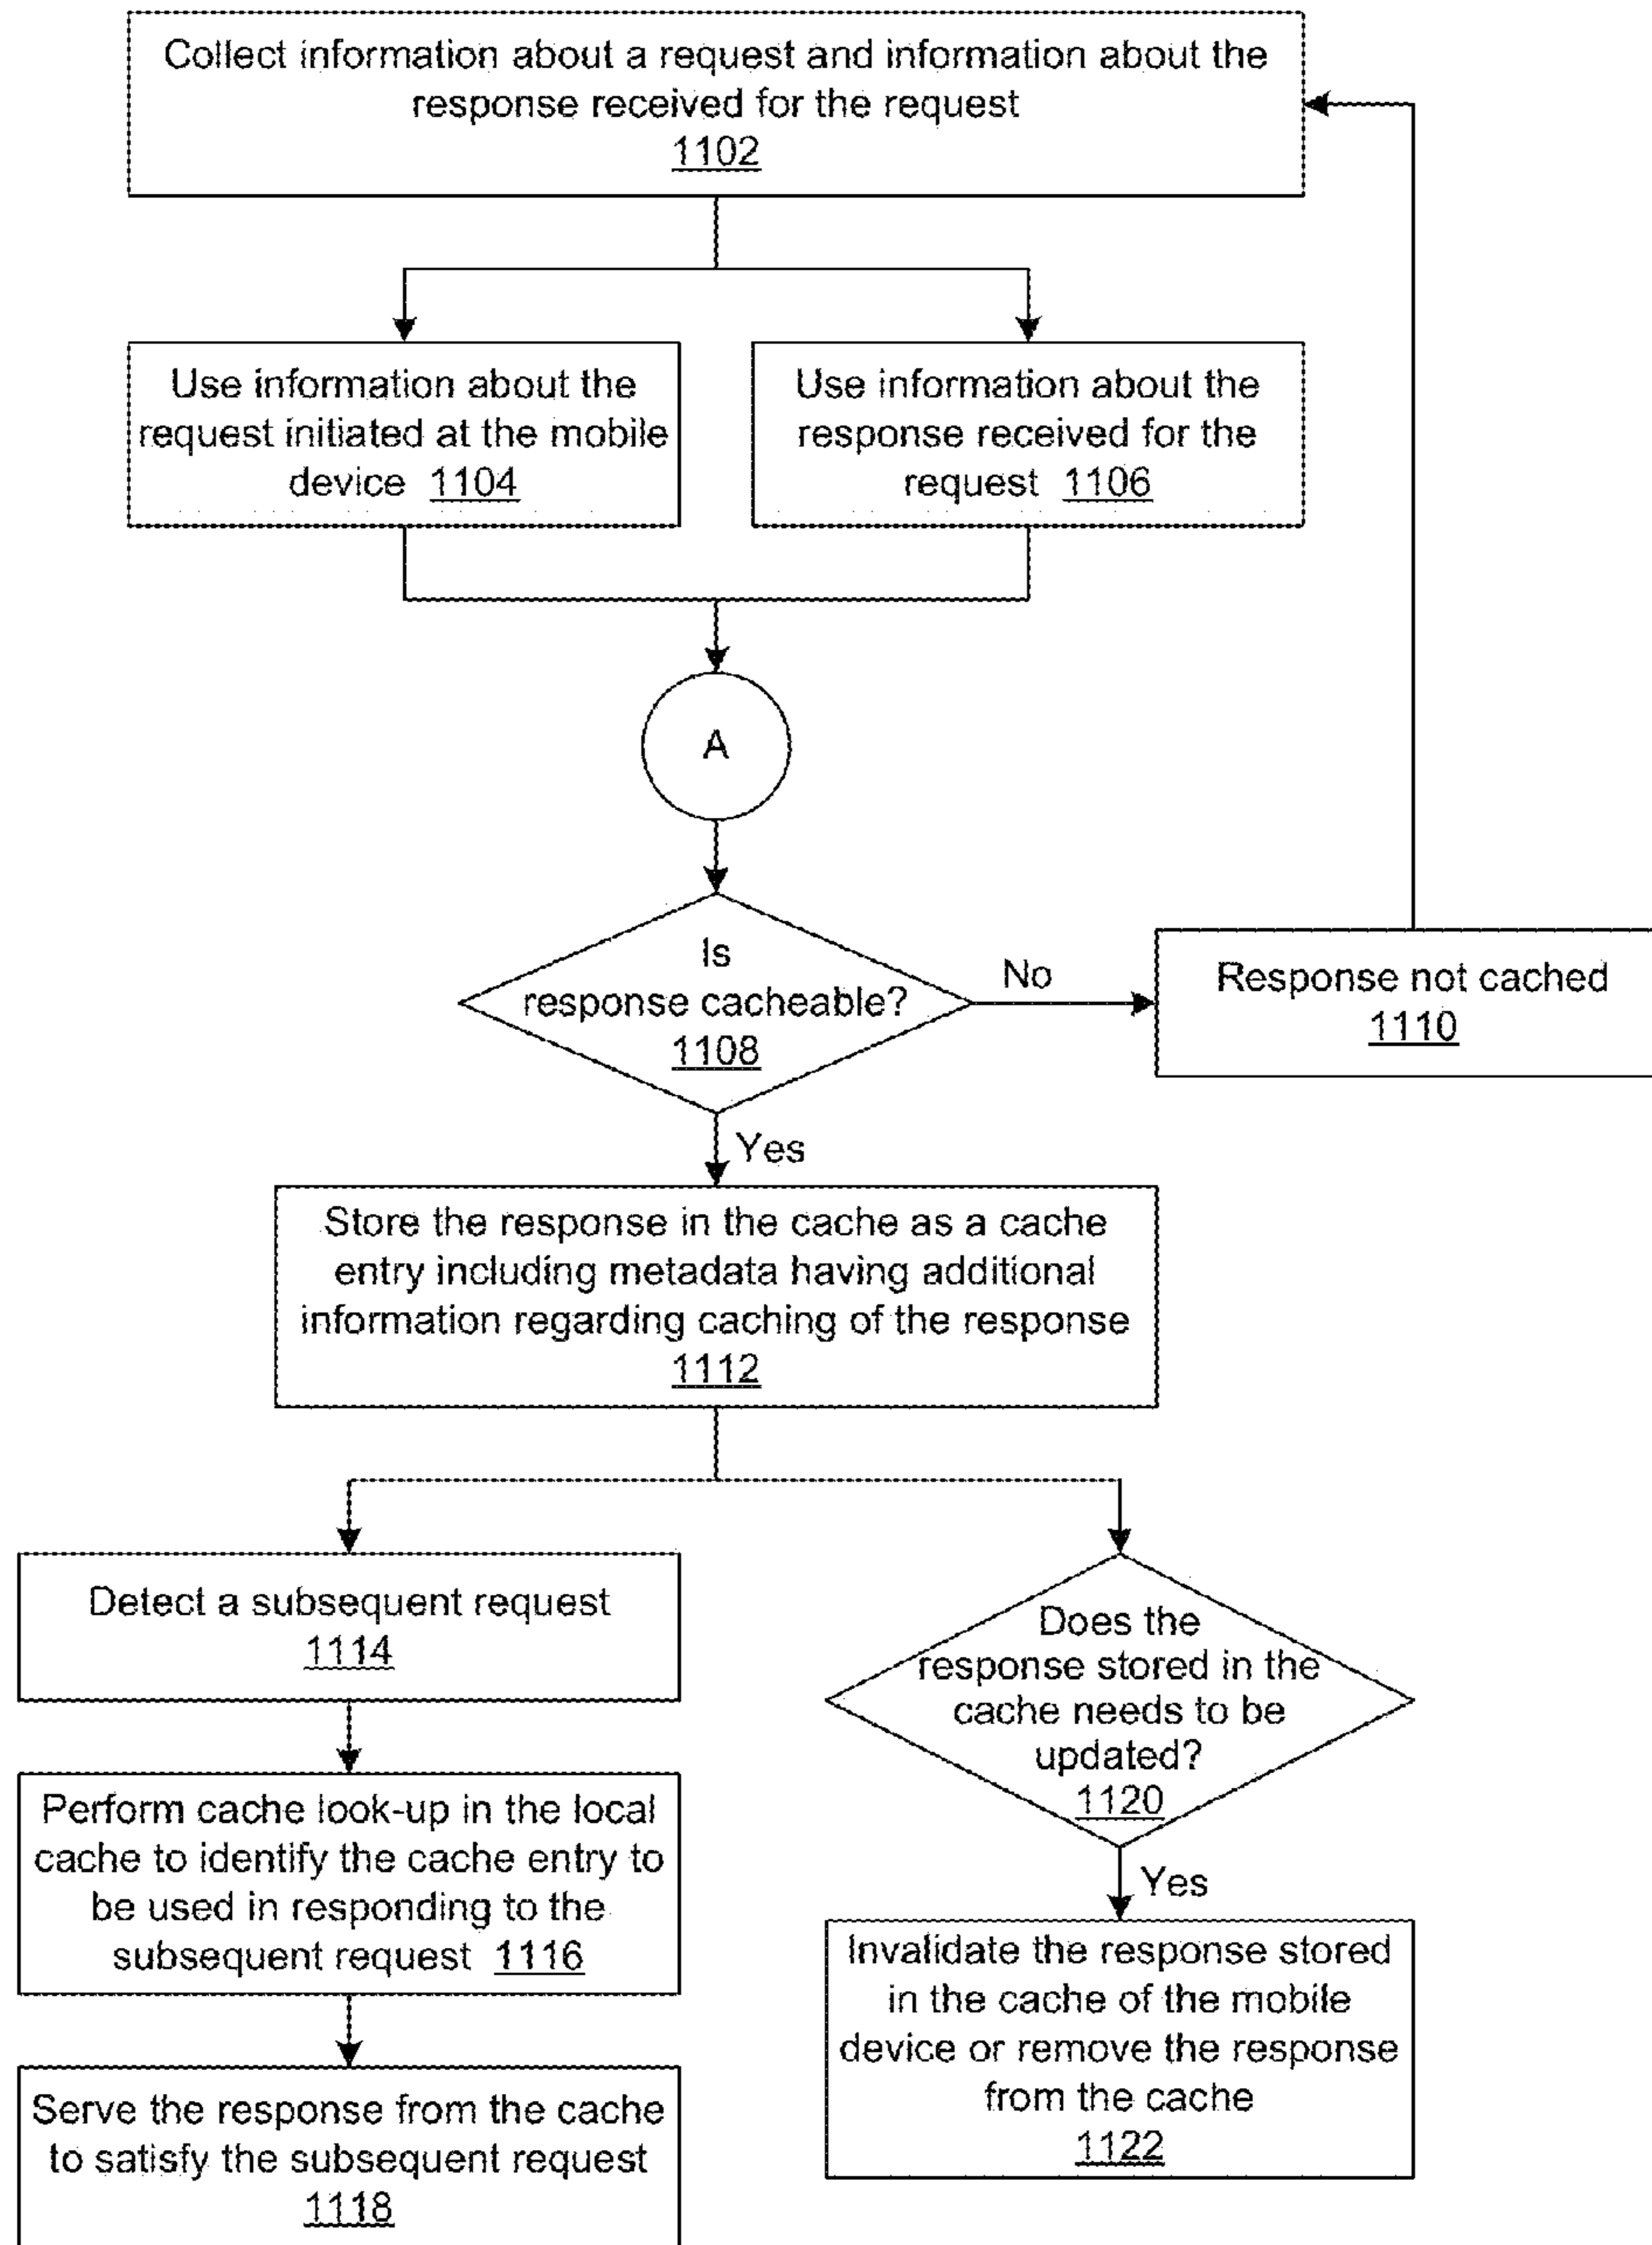 Collect information about a request and information about the
response received for the request
1102
Use information about the
request initiated at the mobile
device 1104
Use information about the
response received for the
request 1106
A
Is
response cacheable?
1108
No
Response not cached
1110
Yes
Store the response in the cache as a cache
entry including metadata having additional
information regarding caching of the response
1112
Detect a subsequent request
1114
Perform cache look-up in the local
cache to identify the cache entry to
be used in responding to the
subsequent request 1116
Serve the response from the cache
to satisfy the subsequent request
1118
Does the
response stored in the
cache needs to be
updated?
1120
Yes
Invalidate the response stored
in the cache of the mobile
device or remove the response
from the cache
1122